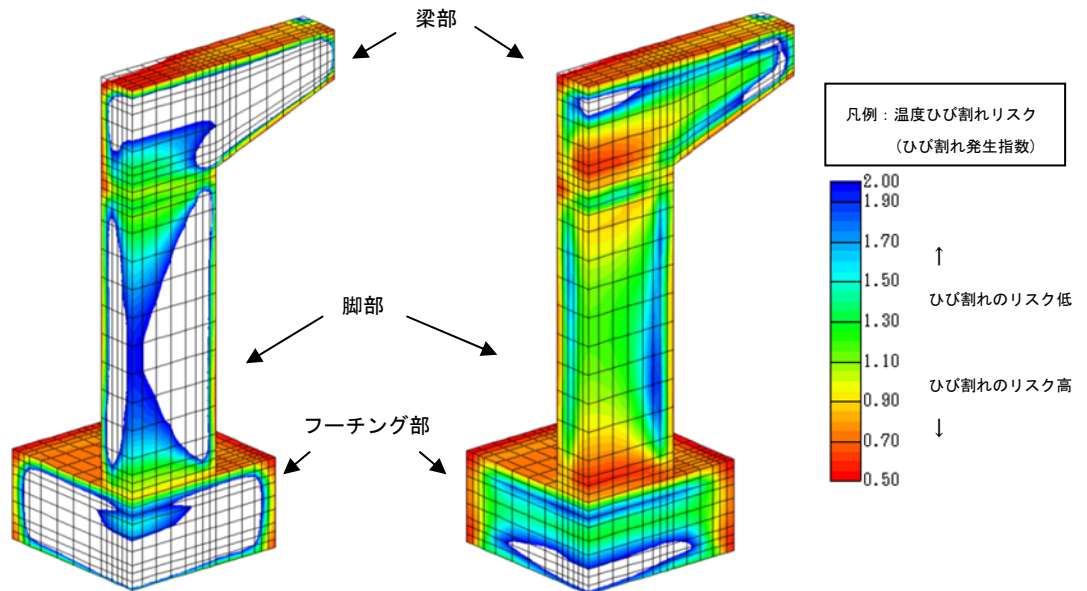 梁部
凡例：温度ひび割れリスク
（ひび割れ発生指数）
2.00
1.90
1.70
↑
1.50
ひび割れのリスク低
脚部
1.30
1.10
ひび割れのリスク高
0.90
フーチング部
0.70
↓
0.50